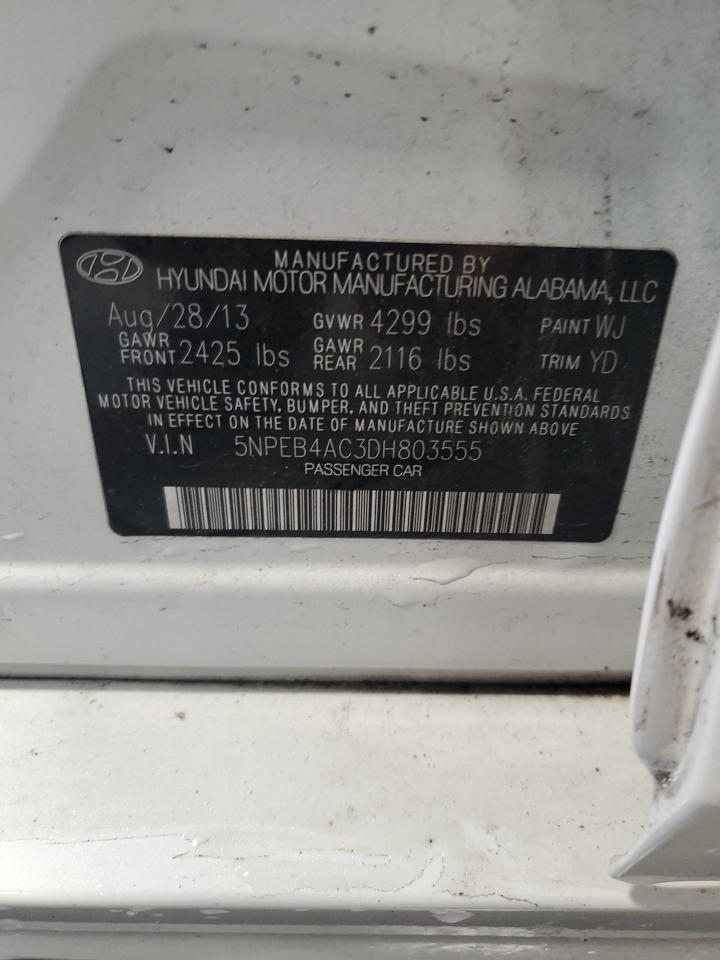 MANUFACTURED BY
HYUNDAI MOTOR MANUFACTURING ALABAMA, LLC
Aug/28/13 GVWR 4299 lbs PAINT WJ
GAWR FRONT 2425 lbs GAWR REAR 2116 lbs TRIM YD
THIS VEHICLE CONFORMS TO ALL APPLICABLE U.S.A. FEDERAL
MOTOR VEHICLE SAFETY, BUMPER, AND THEFT PREVENTION STANDARDS
IN EFFECT ON THE DATE OF MANUFACTURE SHOWN ABOVE.
V.I.N 5NPEB4AC3DH803555
PASSENGER CAR